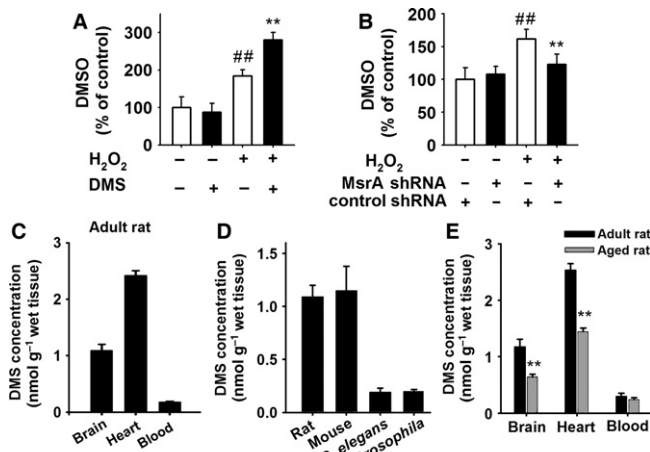 A
DMSO
(% of control)
300
200
100
0
##
**
H2O2 – – + +
DMS – + – +
B
DMSO
(% of control)
200
150
100
50
0
##
**
H2O2 – – + +
MsrA shRNA – + – +
control shRNA + – + –
C
Adult rat
DMS concentration
(nmol g–1 wet tissue)
3
2
1
0
Brain Heart Blood
D
DMS concentration
(nmol g–1 wet tissue)
1.5
1.0
0.5
0.0
Rat Mouse elegans
E
Adult rat
Aged rat
DMS concentration
(nmol g–1 wet tissue)
3
2
1
0
**
**
Brain Heart Blood